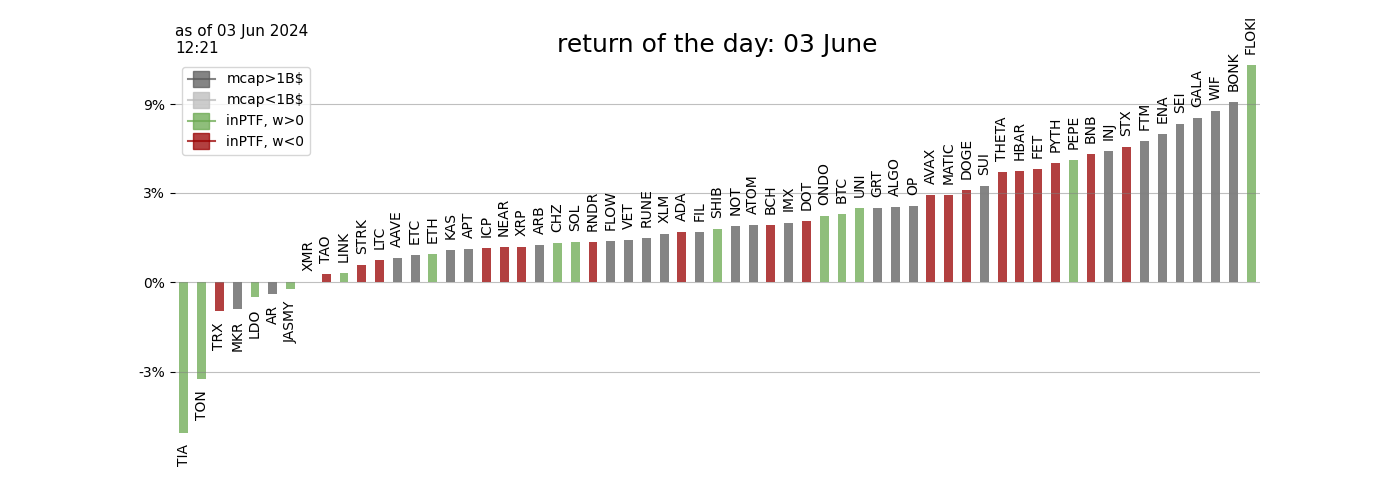 as of 03 Jun 2024
12:21
return of the day: 03 June
mcap>1B$
mcap<1B$
inPTF, w>0
inPTF, w<0
9%
3%
0%
-3%
TIA
TON
TRX
MKR
LDO
AR
JASMY
XMR
TAO
LINK
STRK
LTC
AAVE
ETC
ETH
KAS
APT
ICP
NEAR
XRP
ARB
CHZ
SOL
RNDR
FLOW
VET
RUNE
XLM
ADA
FIL
SHIB
NOT
ATOM
BCH
IMX
DOT
ONDO
BTC
UNI
GRT
ALGO
OP
AVAX
MATIC
DOGE
SUI
THETA
HBAR
FET
PYTH
PEPE
BNB
INJ
STX
FTM
ENA
SEI
GALA
WIF
BONK
FLOKI